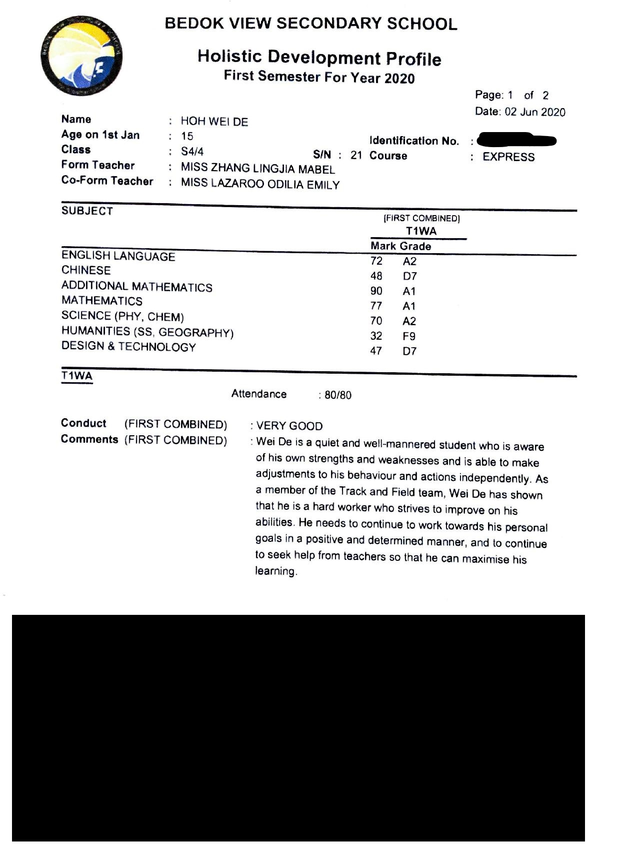 BEDOK VIEW SECONDARY SCHOOL
Holistic Development Profile
First Semester For Year 2020
Page: 1 of 2
Date: 02 Jun 2020
Name : HOH WEI DE
Age on 1st Jan : 15 Identification No. :
Class : S4/4 S/N : 21 Course : EXPRESS
Form Teacher : MISS ZHANG LINGJIA MABEL
Co-Form Teacher : MISS LAZAROO ODILIA EMILY
SUBJECT [FIRST COMBINED]
T1WA
Mark Grade
ENGLISH LANGUAGE 72 A2
CHINESE 48 D7
ADDITIONAL MATHEMATICS 90 A1
MATHEMATICS 77 A1
SCIENCE (PHY, CHEM) 70 A2
HUMANITIES (SS, GEOGRAPHY) 32 F9
DESIGN & TECHNOLOGY 47 D7
T1WA
Attendance : 80/80
Conduct (FIRST COMBINED) : VERY GOOD
Comments (FIRST COMBINED) : Wei De is a quiet and well-mannered student who is aware
of his own strengths and weaknesses and is able to make
adjustments to his behaviour and actions independently. As
a member of the Track and Field team, Wei De has shown
that he is a hard worker who strives to improve on his
abilities. He needs to continue to work towards his personal
goals in a positive and determined manner, and to continue
to seek help from teachers so that he can maximise his
learning.